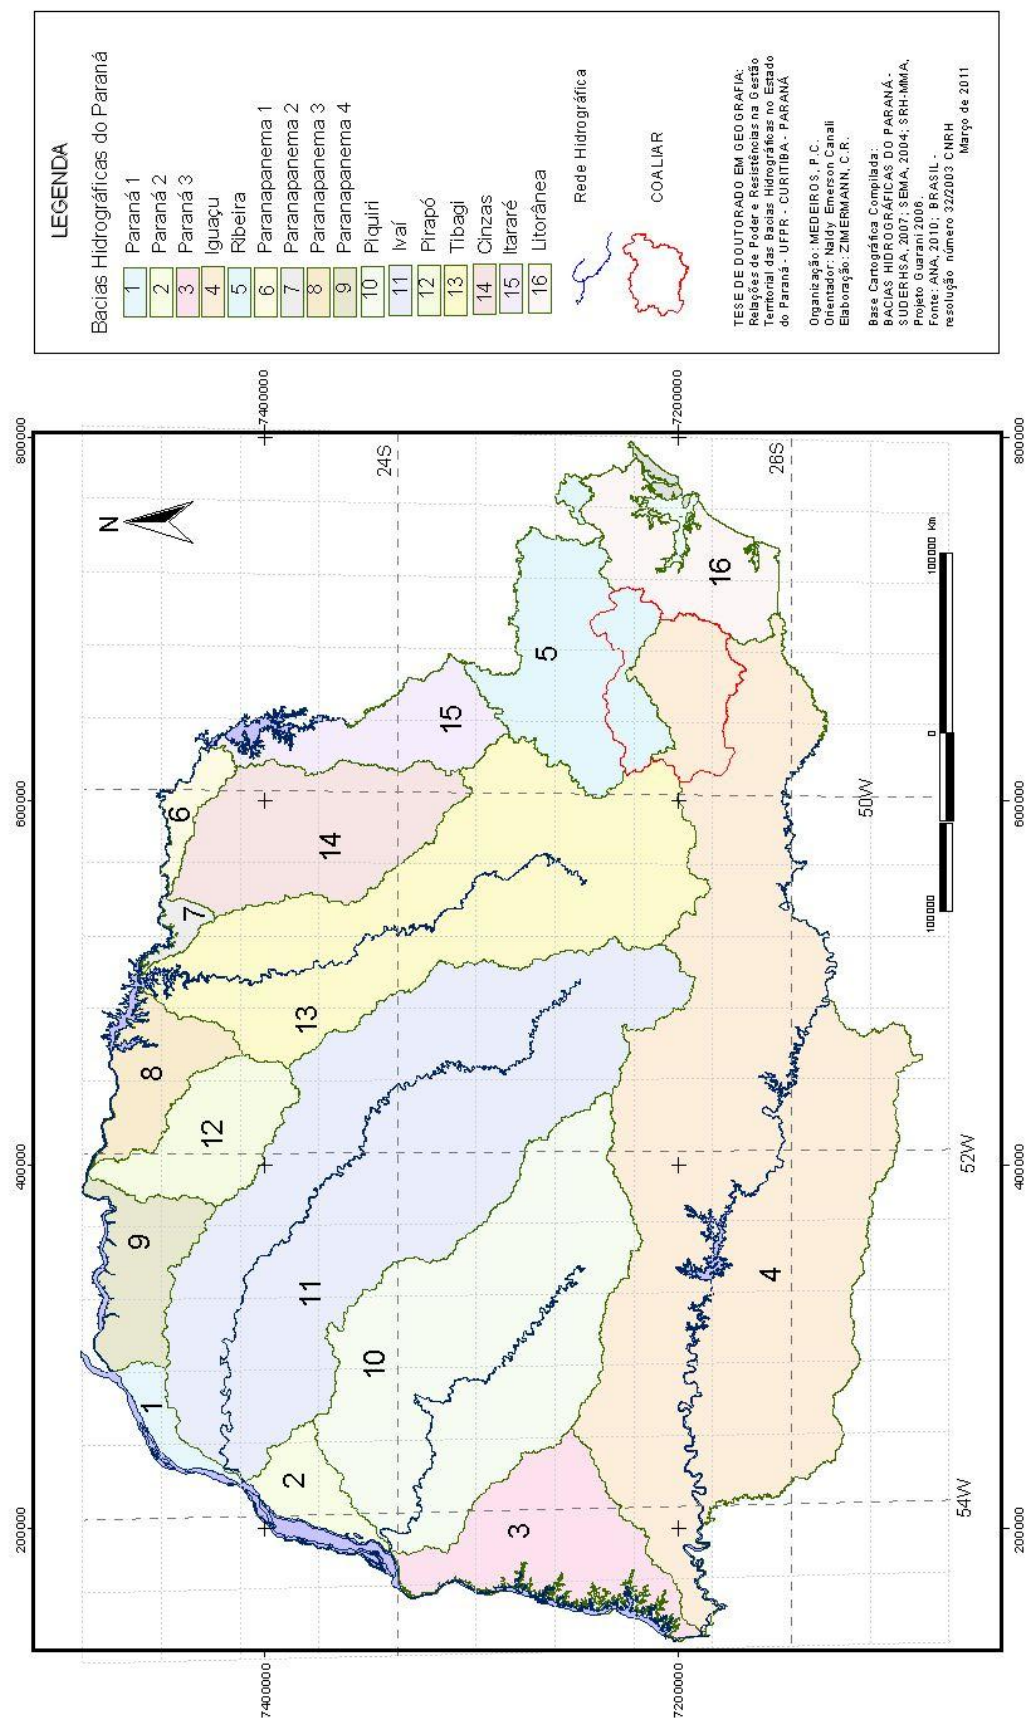 LEGENDA
Bacias Hidrográficas do Paraná
1 Paraná 1
2 Paraná 2
3 Paraná 3
4 Iguaçu
5 Ribeira
6 Paranapanema 1
7 Paranapanema 2
8 Paranapanema 3
9 Paranapanema 4
10 Piquiri
11 Ivaí
12 Pirapó
13 Tibagi
14 Cinzas
15 Itararé
16 Litorânea
Rede Hidrográfica
COALIAR
TESE DE DOUTORADO EM GEOGRAFIA:
Relações de Poder e Resistências na Gestão
Territorial das Bacias Hidrográficas no Estado
do Paraná - UFPR - CURITIBA - PARANÁ
Organização: MEDEIROS, P.C.
Orientador: Naldy Emerson Canali
Elaboração: ZIMERMANN, C.R.
Base Cartográfica Compilada:
BACIAS HIDROGRÁFICAS DO PARANÁ -
SUDERHSA, 2007; SEMA, 2004; SRH-MMA,
Projeto Guarani 2006.
Fonte: ANA, 2010; BRASIL -
resolução número 32/2003 CNRH
Março de 2011
200000
400000
600000
800000
N
7400000
7400000
24S
7200000
7200000
26S
54W
52W
50W
1
2
3
4
5
6
7
8
9
10
11
12
13
14
15
16
100000
0
100000 Km
200000
400000
600000
800000